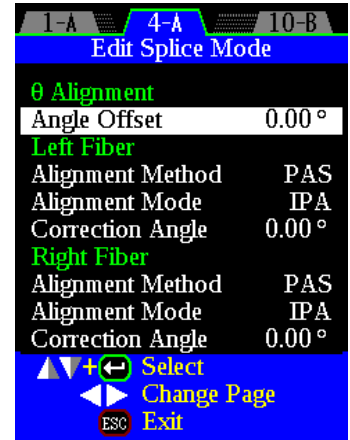 1-A 4-A 10-B
Edit Splice Mode
θ Alignment
Angle Offset 0.00 °
Left Fiber
Alignment Method PAS
Alignment Mode IPA
Correction Angle 0.00 °
Right Fiber
Alignment Method PAS
Alignment Mode IPA
Correction Angle 0.00 °
+ Select
Change Page
ESC Exit